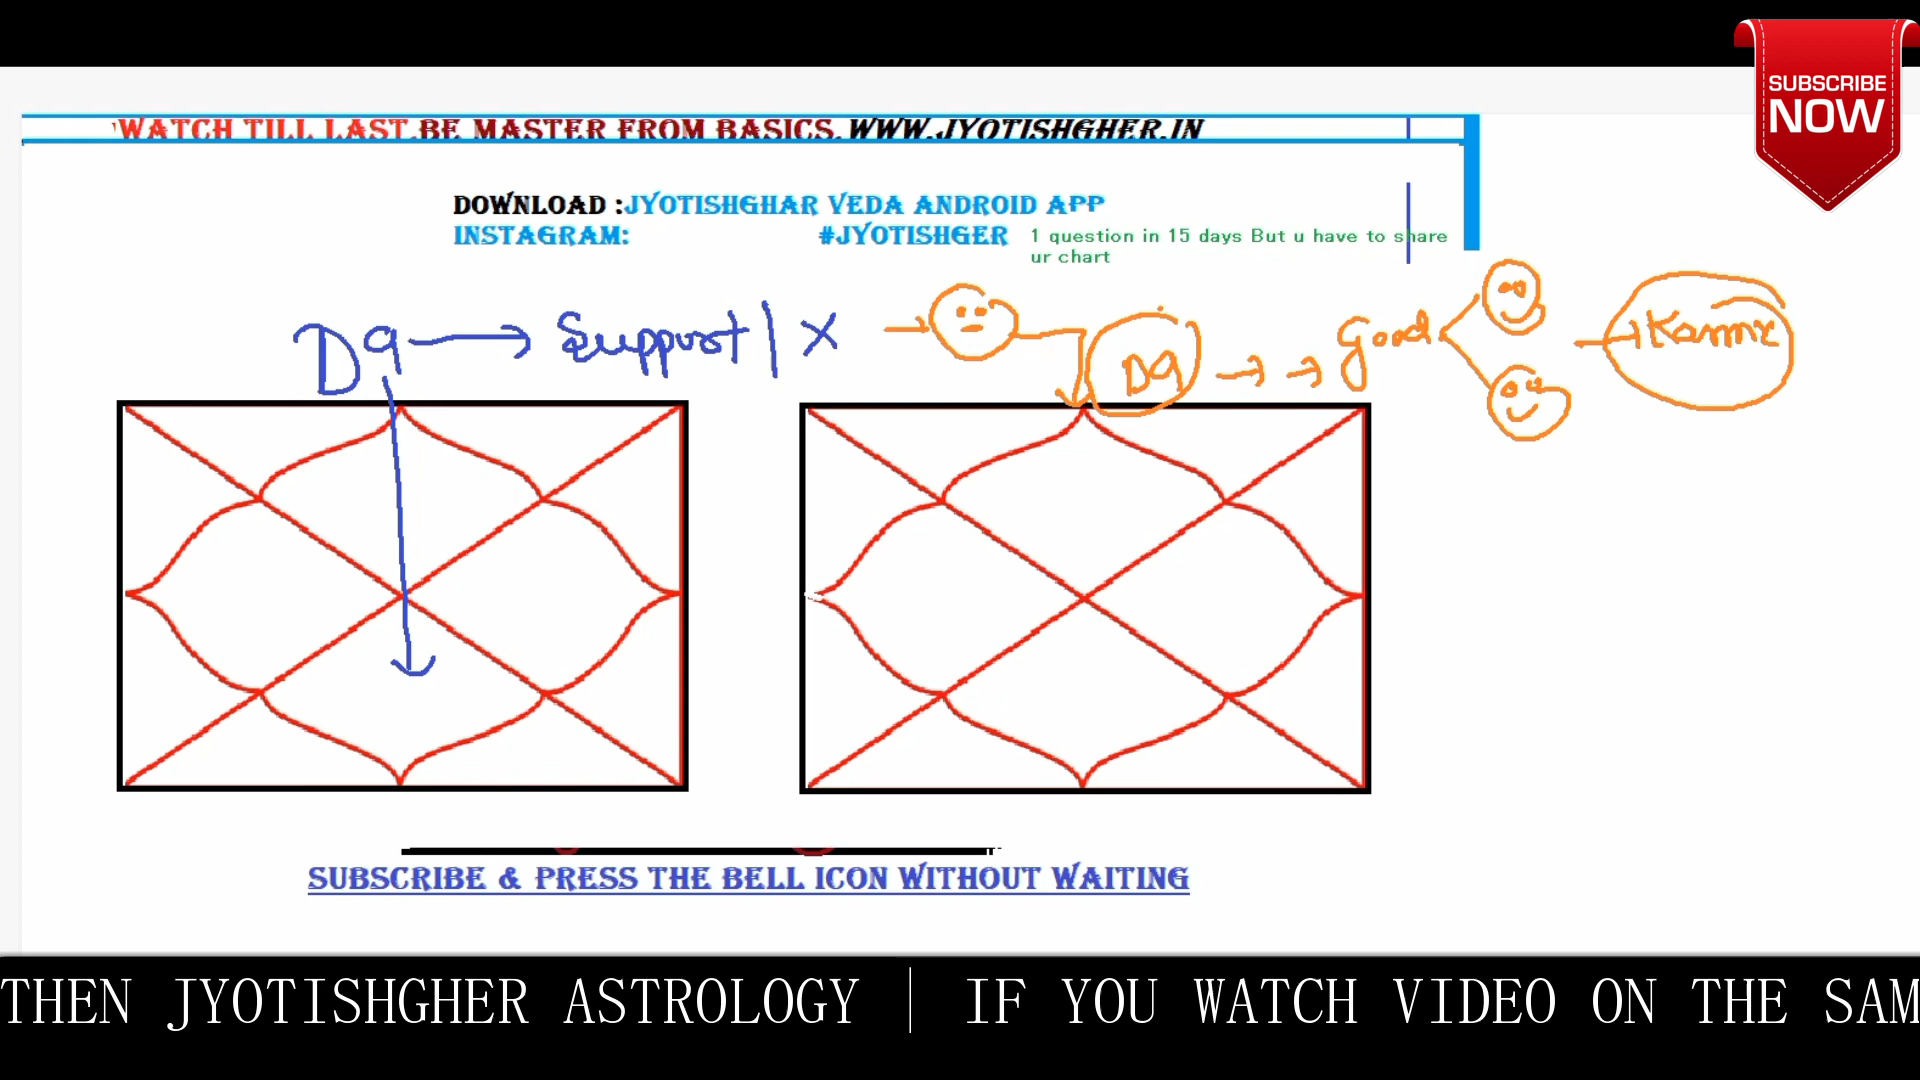 SUBSCRIBE
NOW
'WATCH TILL LAST.BE MASTER FROM BASICS. WWW.JYOTISHGHER.IN
DOWNLOAD :JYOTISHGHAR VEDA ANDROID APP
INSTAGRAM: #JYOTISHGER 1 question in 15 days But u have to share
ur chart
D9 → Support | X → D9 → → Good → Karma
SUBSCRIBE & PRESS THE BELL ICON WITHOUT WAITING
THEN JYOTISHGHER ASTROLOGY | IF YOU WATCH VIDEO ON THE SAM